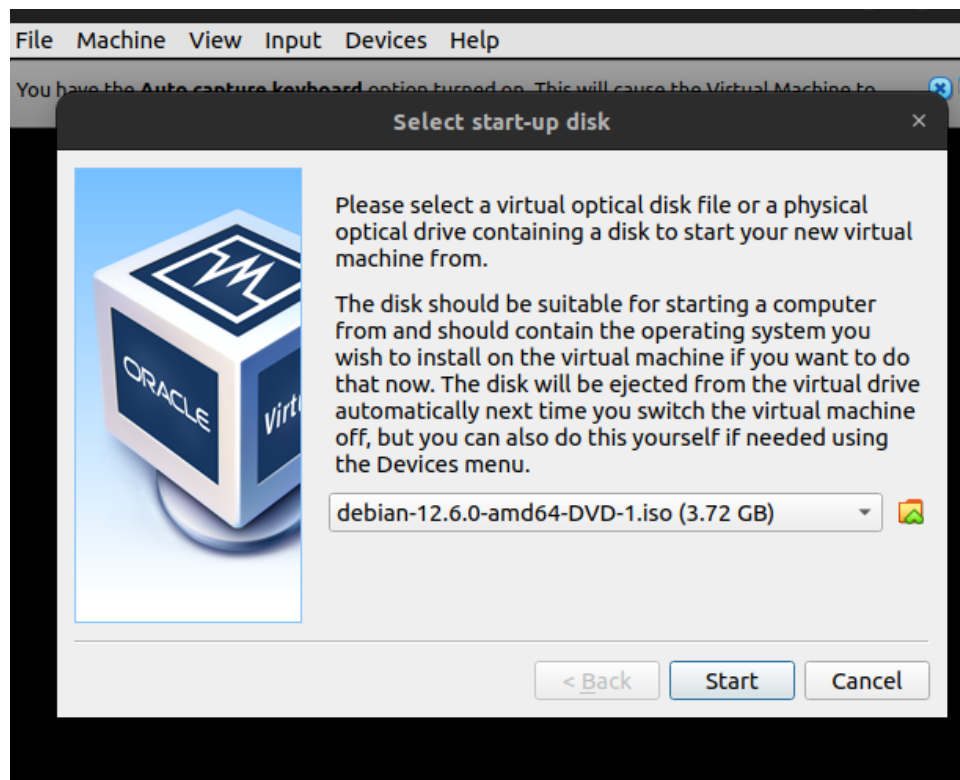 File Machine View Input Devices Help
You have the Auto capture keyboard option turned on. This will cause the Virtual Machine to
Select start-up disk
Please select a virtual optical disk file or a physical
optical drive containing a disk to start your new virtual
machine from.
The disk should be suitable for starting a computer
from and should contain the operating system you
wish to install on the virtual machine if you want to do
that now. The disk will be ejected from the virtual drive
automatically next time you switch the virtual machine
off, but you can also do this yourself if needed using
the Devices menu.
ORACLE
Virtu
debian-12.6.0-amd64-DVD-1.iso (3.72 GB)
< Back Start Cancel